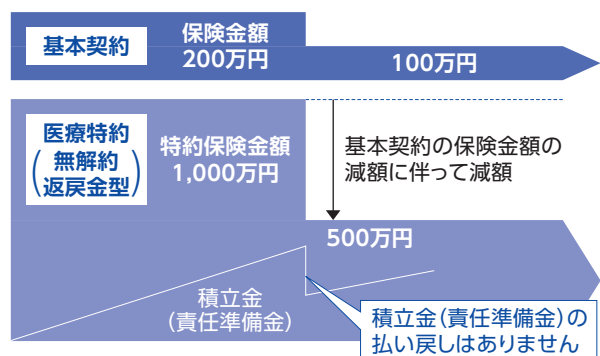 基本契約
保険金額
200万円
100万円
医療特約
(無解約
返戻金型)
特約保険金額
1,000万円
基本契約の保険金額の
減額に伴って減額
500万円
積立金
(責任準備金)
積立金(責任準備金)の
払い戻しはありません